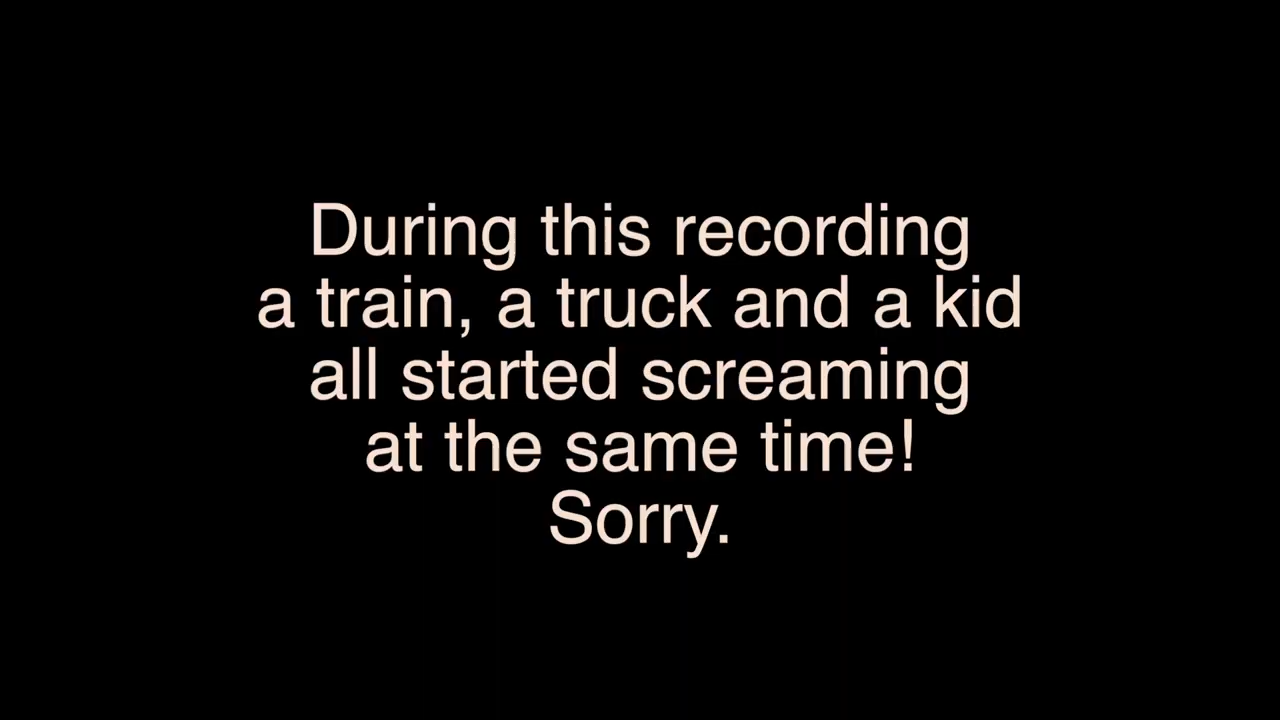 During this recording
a train, a truck and a kid
all started screaming
at the same time!
Sorry.